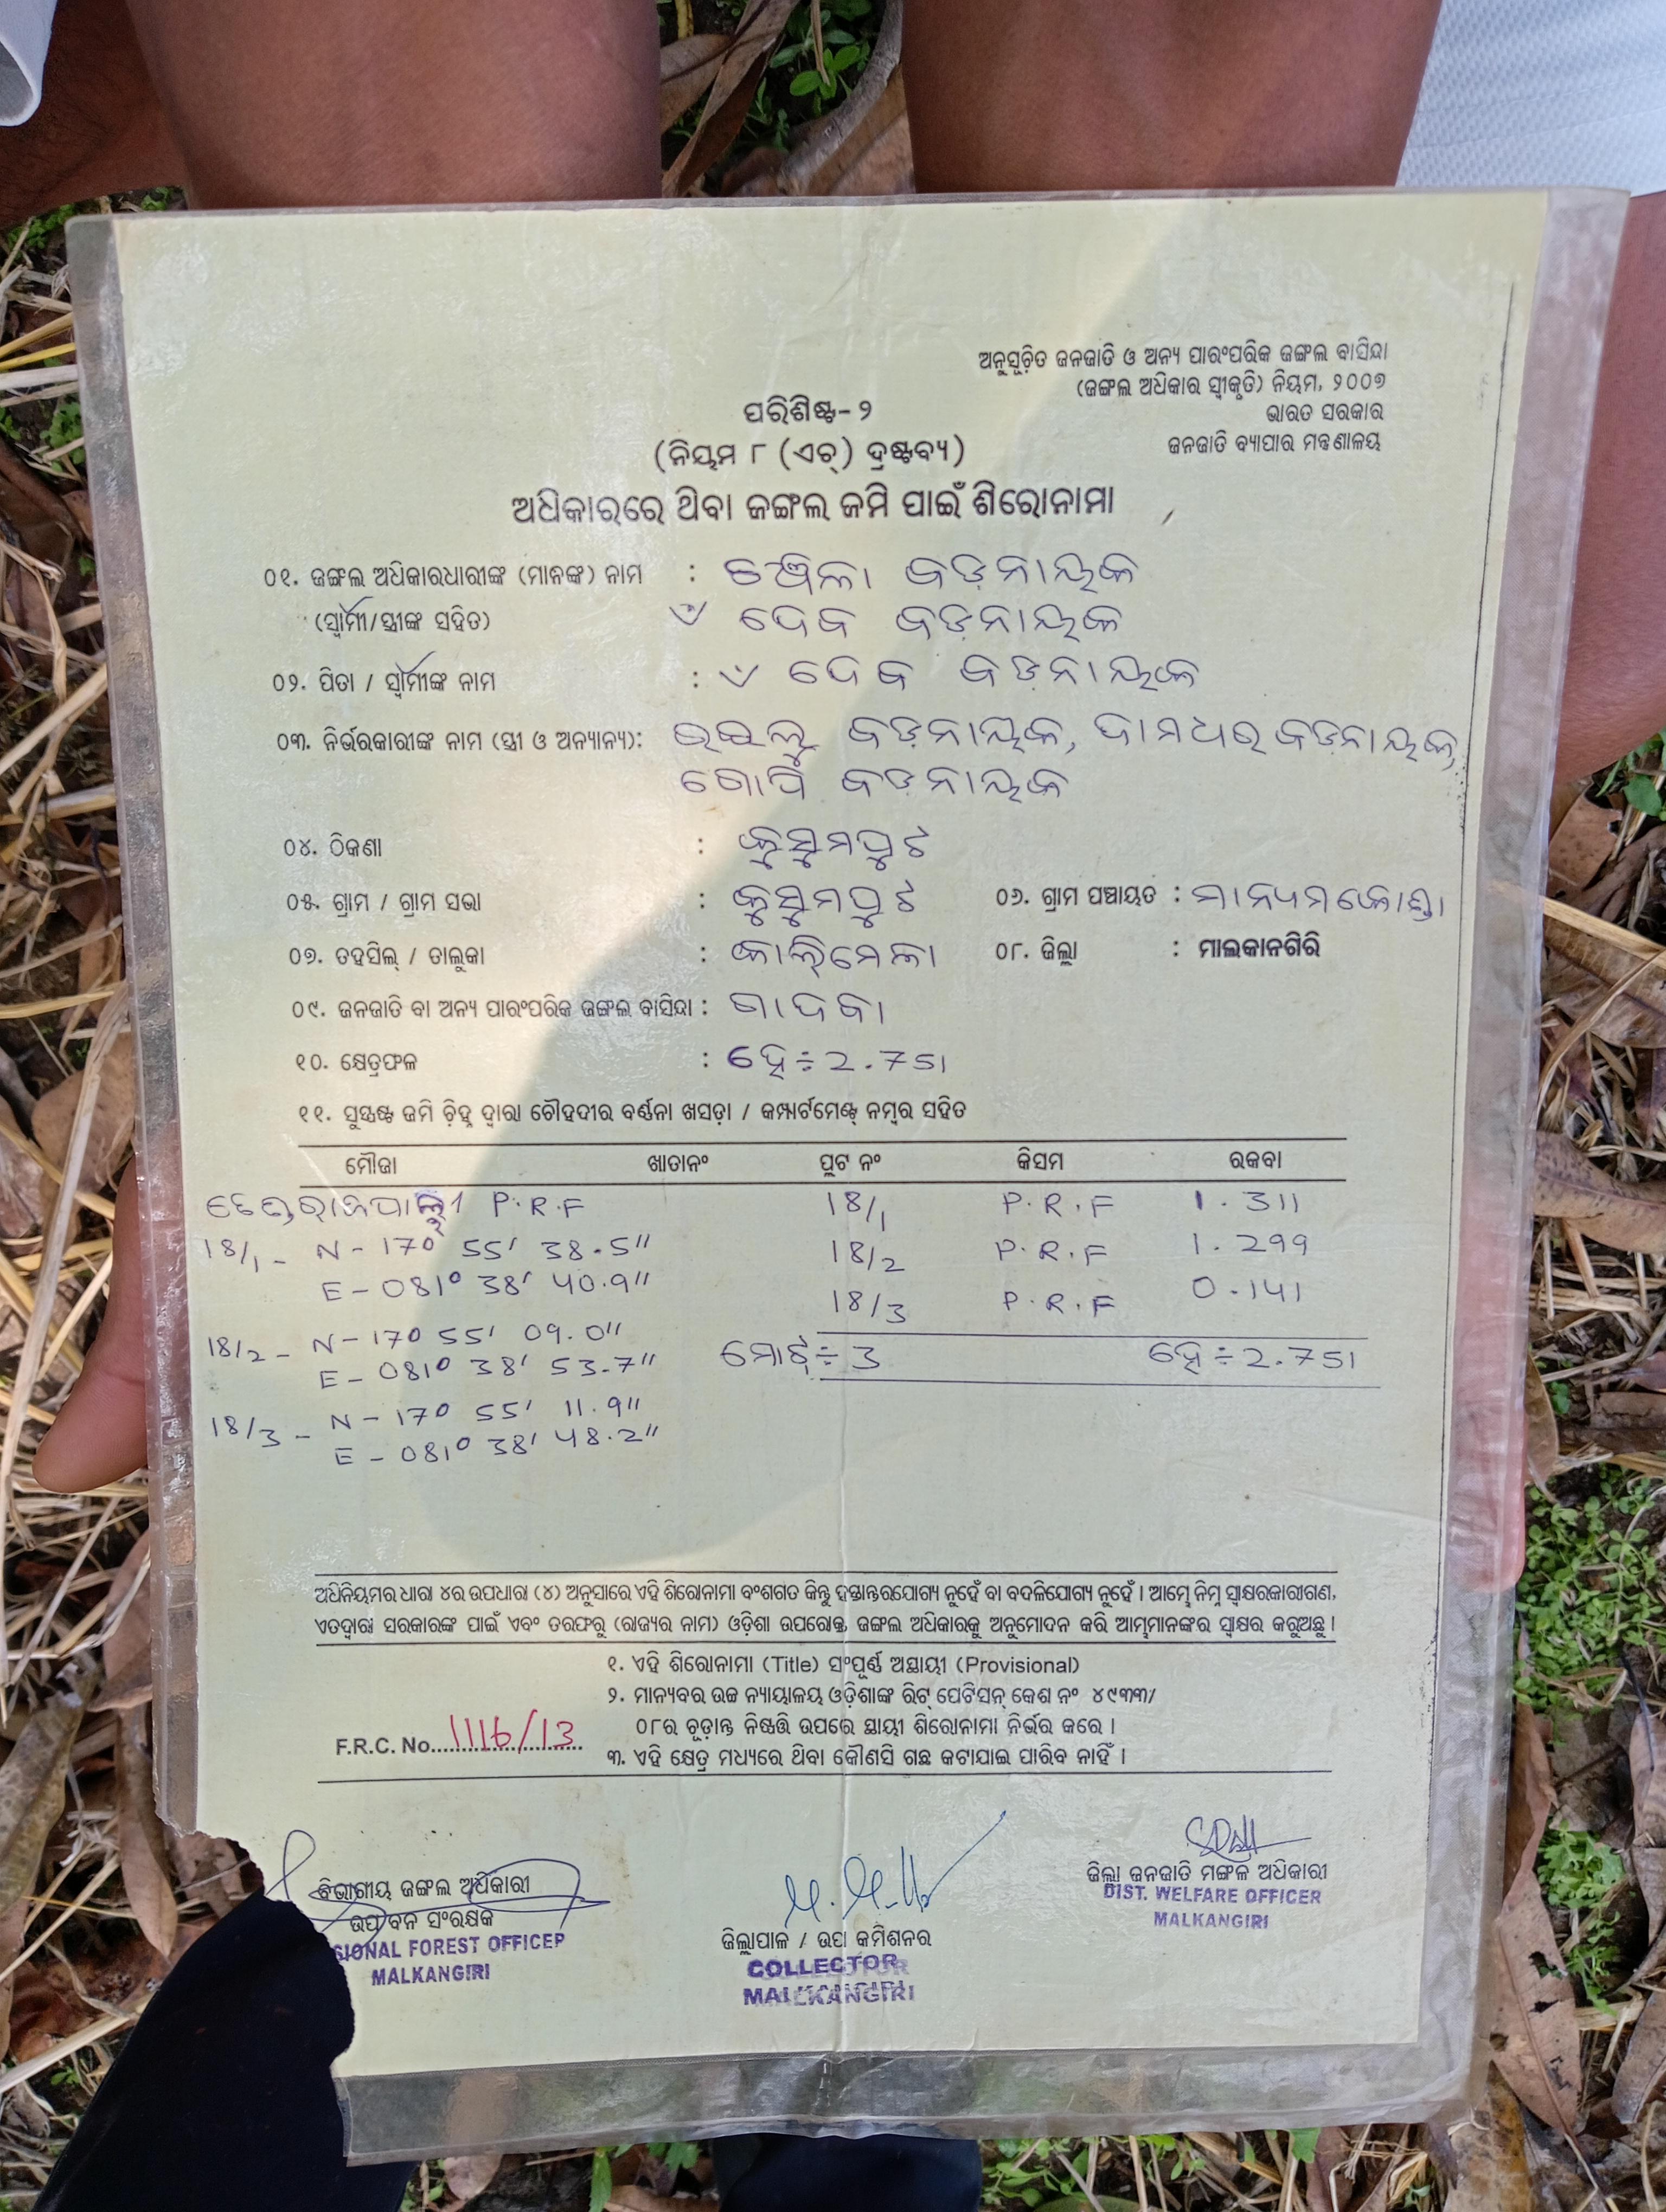 ଅନୁସୂଚିତ ଜନଜାତି ଓ ଅନ୍ୟ ପାରଂପରିକ ଜଙ୍ଗଲ ବାସିନ୍ଦା
(ଜଙ୍ଗଲ ଅଧିକାର ସ୍ୱୀକୃତି) ନିୟମ, ୨୦୦୭
ଭାରତ ସରକାର
ଜନଜାତି ବ୍ୟାପାର ମନ୍ତ୍ରଣାଳୟ
ପରିଶିଷ୍ଟ- ୨
(ନିୟମ ୮ (ଏଚ୍) ଦ୍ରଷ୍ଟବ୍ୟ)
ଅଧିକାରରେ ଥିବା ଜଙ୍ଗଲ ଜମି ପାଇଁ ଶିରୋନାମା
୦୧. ଜଙ୍ଗଲ ଅଧିକାରଧାରୀଙ୍କ (ମାନଙ୍କ) ନାମ : ବଡ଼ନାୟକ
(ସ୍ୱାମୀ/ସ୍ତ୍ରୀଙ୍କ ସହିତ) ଦେବ ବଡ଼ନାୟକ
୦୨. ପିତା / ସ୍ୱାମୀଙ୍କ ନାମ : ଦେବ ବଡ଼ନାୟକ
୦୩. ନିର୍ଭରକାରୀଙ୍କ ନାମ (ସ୍ତ୍ରୀ ଓ ଅନ୍ୟାନ୍ୟ): ବଡ଼ନାୟକ, ଦାମଧର ବଡ଼ନାୟକ,
ଗୋପି ବଡ଼ନାୟକ
୦୪. ଠିକଣା : କୁସୁମପୁଟ
୦୫. ଗ୍ରାମ / ଗ୍ରାମ ସଭା : କୁସୁମପୁଟ ୦୬. ଗ୍ରାମ ପଞ୍ଚାୟତ : ମାନ୍ୟମକୋଣ୍ଡା
୦୭. ତହସିଲ୍ / ତାଲୁକା : କାଲିମେଳା ୦୮. ଜିଲ୍ଲା : ମାଲକାନଗିରି
୦୯. ଜନଜାତି ବା ଅନ୍ୟ ପାରଂପରିକ ଜଙ୍ଗଲ ବାସିନ୍ଦା : ଗାଦବା
୧୦. କ୍ଷେତ୍ରଫଳ : ହେ÷2.751
୧୧. ସୁସ୍ପଷ୍ଟ ଜମି ଚିହ୍ନ ଦ୍ୱାରା ଚୌହଦୀର ବର୍ଣ୍ଣନା ଖସଡ଼ା / କମ୍ପାର୍ଟମେଣ୍ଟ ନମ୍ବର ସହିତ
ମୌଜା ଖାତାନଂ ପ୍ଲଟ ନଂ କିସମ ରକବା
P.R.F 18/1 P.R.F 1.311
18/1 - N - 17° 55' 38.5" 18/2 P.R.F 1.299
E - 081° 38' 40.9" 18/3 P.R.F 0.141
18/2 - N - 17° 55' 09.0"
E - 081° 38' 53.7" ମୋଟ୍÷3 ହେ÷2.751
18/3 - N - 17° 55' 11.9"
E - 081° 38' 48.2"
ଅଧିନିୟମର ଧାରା ୪ର ଉପଧାରା (୪) ଅନୁସାରେ ଏହି ଶିରୋନାମା ବଂଶଗତ କିନ୍ତୁ ହସ୍ତାନ୍ତରଯୋଗ୍ୟ ନୁହେଁ ବା ବଦଳିଯୋଗ୍ୟ ନୁହେଁ । ଆମ୍ଭେ ନିମ୍ନ ସ୍ୱାକ୍ଷରକାରୀଗଣ,
ଏତଦ୍ୱାରା ସରକାରଙ୍କ ପାଇଁ ଏବଂ ତରଫରୁ (ରାଜ୍ୟର ନାମ) ଓଡ଼ିଶା ଉପରୋକ୍ତ ଜଙ୍ଗଲ ଅଧିକାରକୁ ଅନୁମୋଦନ କରି ଆମ୍ଭମାନଙ୍କର ସ୍ୱାକ୍ଷର କରୁଅଛୁ ।
୧. ଏହି ଶିରୋନାମା (Title) ସଂପୂର୍ଣ୍ଣ ଅସ୍ଥାୟୀ (Provisional)
୨. ମାନ୍ୟବର ଉଚ୍ଚ ନ୍ୟାୟାଳୟ ଓଡ଼ିଶାଙ୍କ ରିଟ୍ ପେଟିସନ୍ କେଶ ନଂ ୪୯୩୩/
୦୮ର ଚୂଡ଼ାନ୍ତ ନିଷ୍ପତ୍ତି ଉପରେ ସ୍ଥାୟୀ ଶିରୋନାମା ନିର୍ଭର କରେ ।
F.R.C. No. 1116/13
୩. ଏହି କ୍ଷେତ୍ର ମଧ୍ୟରେ ଥିବା କୌଣସି ଗଛ କଟାଯାଇ ପାରିବ ନାହିଁ ।
ବିଭାଗୀୟ ଜଙ୍ଗଲ ଅଧିକାରୀ
ଉପ ବନ ସଂରକ୍ଷକ
SIONAL FOREST OFFICER
MALKANGIRI
ଜିଲ୍ଲାପାଳ / ଉପ କମିଶନର
COLLECTOR
MALKANGIRI
ଜିଲ୍ଲା ଜନଜାତି ମଙ୍ଗଳ ଅଧିକାରୀ
DIST. WELFARE OFFICER
MALKANGIRI